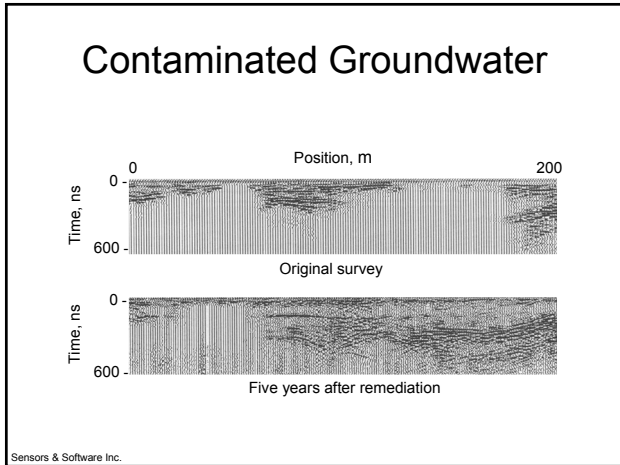 Contaminated Groundwater
Position, m
0
200
Time, ns
0 -
600 -
Original survey
Time, ns
0 -
600 -
Five years after remediation
Sensors & Software Inc.